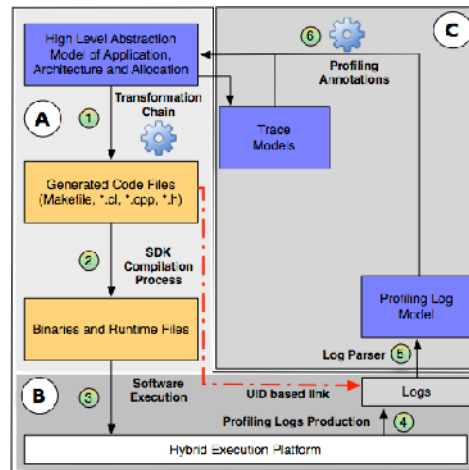 High Level Abstraction
Model of Application,
Architecture and Allocation
6
C
Profiling
Annotations
A
1
Transformation
Chain
Trace
Models
Generated Code Files
(Makefile, *.cl, *.cpp, *.h)
2
SDK
Compilation
Process
Profiling Log
Model
Binaries and Runtime Files
Log Parser
5
B
3
Software
Execution
UID based link
Logs
Profiling Logs Production
4
Hybrid Execution Platform